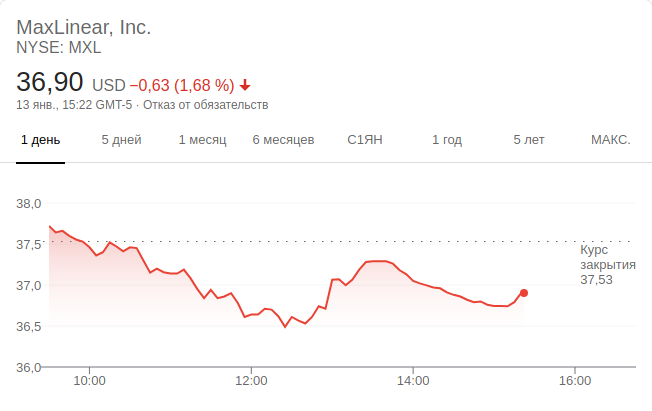 MaxLinear, Inc.
NYSE: MXL
36,90 USD −0,63 (1,68 %)
13 янв., 15:22 GMT-5 · Отказ от обязательств
1 день 5 дней 1 месяц 6 месяцев С1ЯН 1 год 5 лет МАКС.
38,0
37,5
Курс
закрытия
37,53
37,0
36,5
36,0
10:00 12:00 14:00 16:00